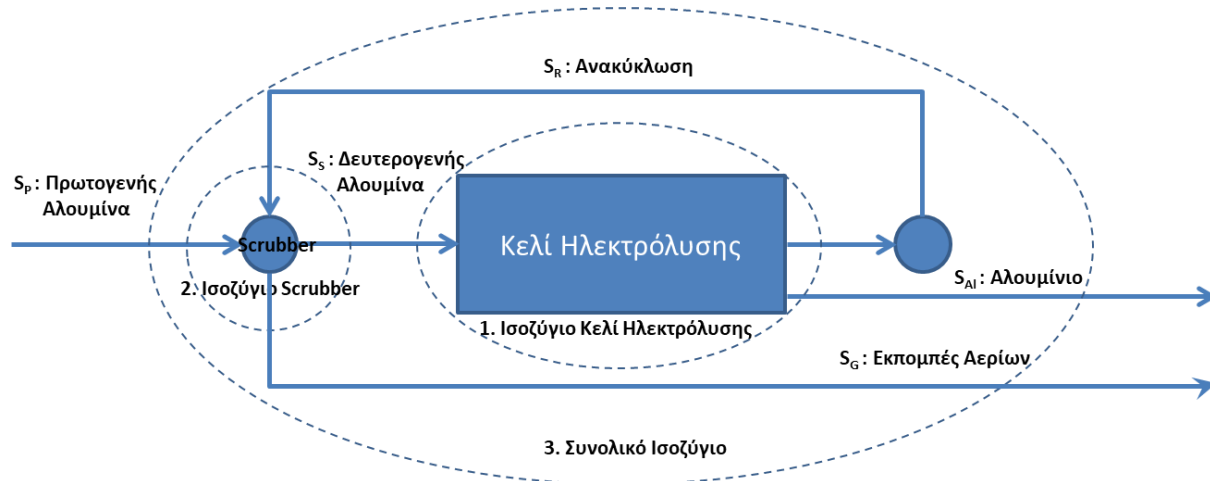 S_R : Ανακύκλωση
S_S : Δευτερογενής
Αλουμίνα
S_P : Πρωτογενής
Αλουμίνα
Scrubber
Κελί Ηλεκτρόλυσης
S_Al : Αλουμίνιο
2. Ισοζύγιο Scrubber
1. Ισοζύγιο Κελί Ηλεκτρόλυσης
S_G : Εκπομπές Αερίων
3. Συνολικό Ισοζύγιο